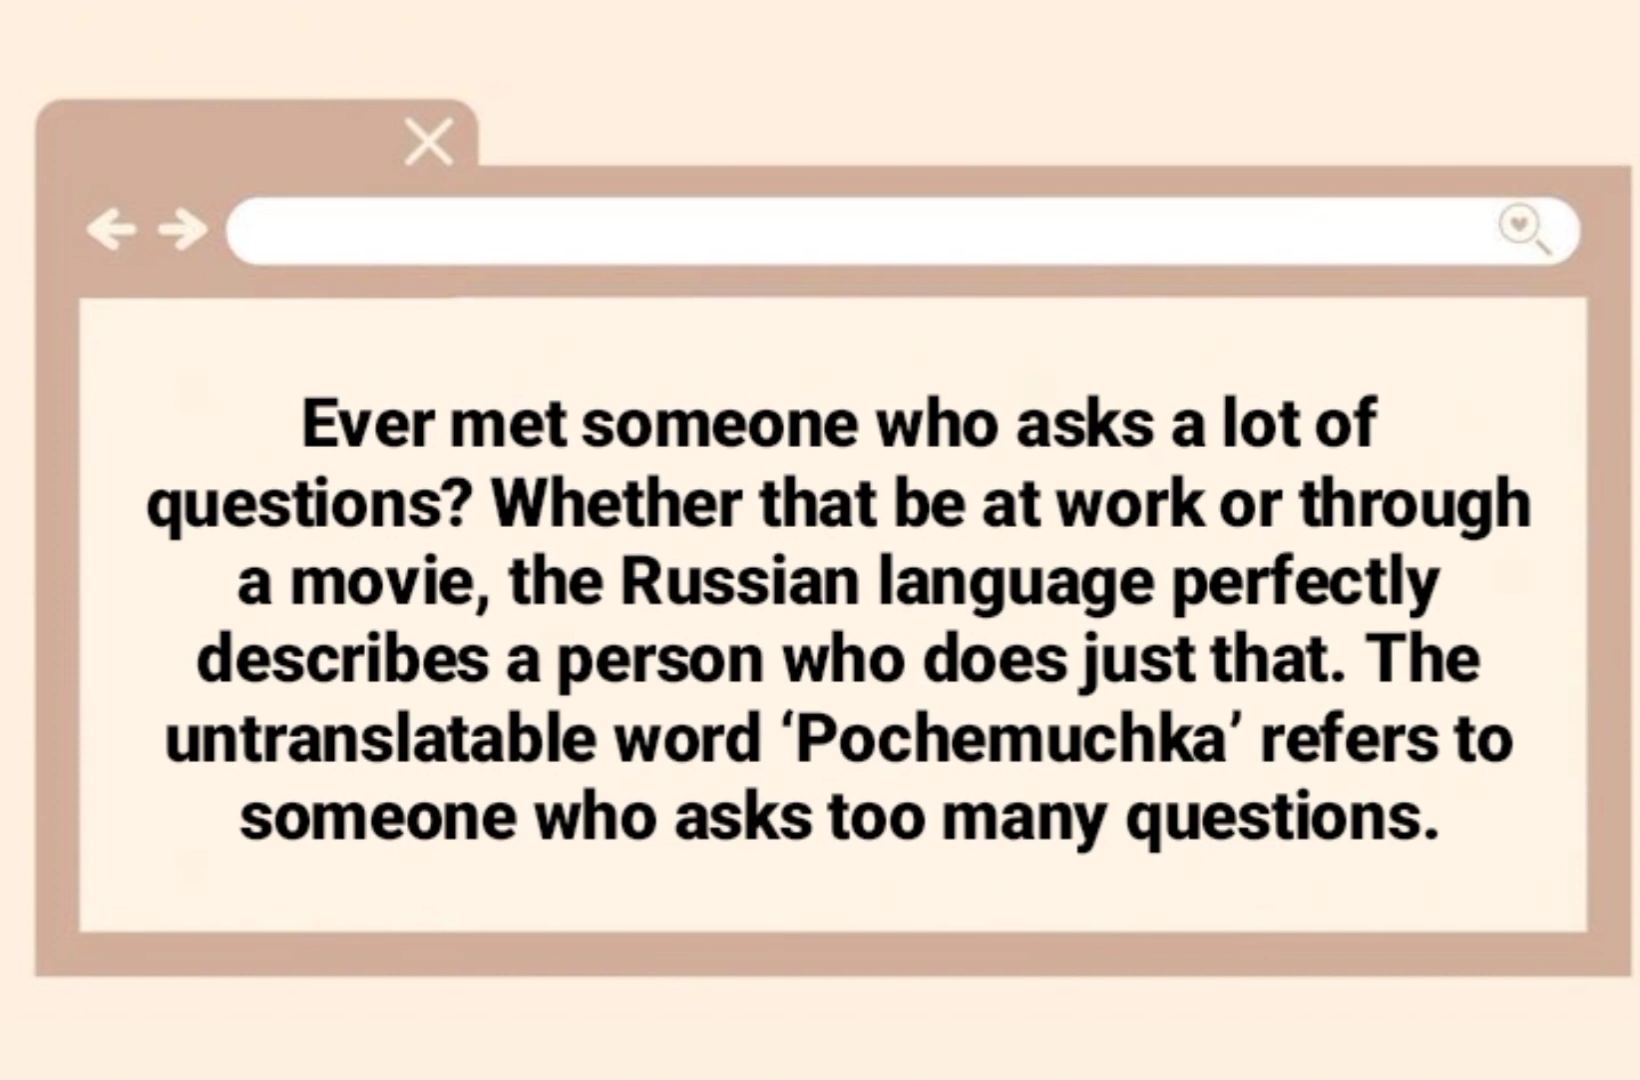 Ever met someone who asks a lot of
questions? Whether that be at work or through
a movie, the Russian language perfectly
describes a person who does just that. The
untranslatable word ‘Pochemuchka’ refers to
someone who asks too many questions.